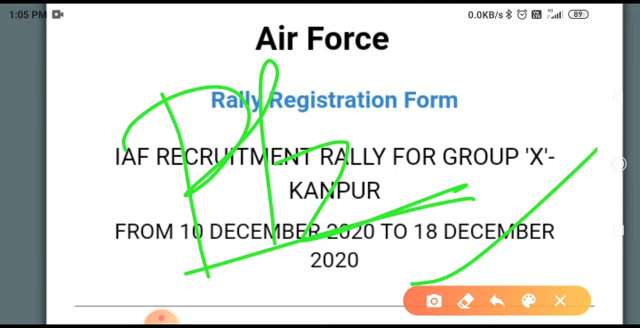 1:05 PM 0.0KB/s 4G 89
Air Force
Rally Registration Form
IAF RECRUITMENT RALLY FOR GROUP 'X'-
KANPUR
FROM 10 DECEMBER 2020 TO 18 DECEMBER
2020